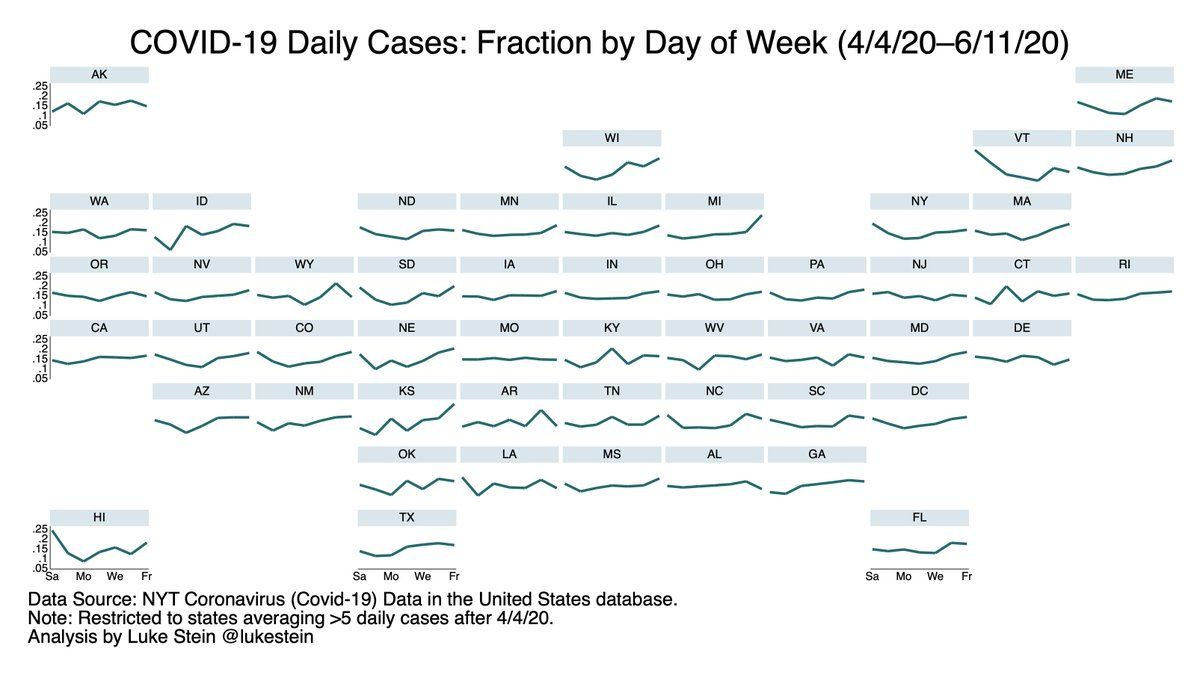 COVID-19 Daily Cases: Fraction by Day of Week (4/4/20–6/11/20)
AK ME
.25
.2
.15
.1
.05
WI VT NH
WA ID ND MN IL MI NY MA
.25
.2
.15
.1
.05
OR NV WY SD IA IN OH PA NJ CT RI
.25
.2
.15
.1
.05
CA UT CO NE MO KY WV VA MD DE
.25
.2
.15
.1
.05
AZ NM KS AR TN NC SC DC
OK LA MS AL GA
HI TX FL
.25
.2
.15
.1
.05
Sa Mo We Fr Sa Mo We Fr Sa Mo We Fr
Data Source: NYT Coronavirus (Covid-19) Data in the United States database.
Note: Restricted to states averaging >5 daily cases after 4/4/20.
Analysis by Luke Stein @lukestein